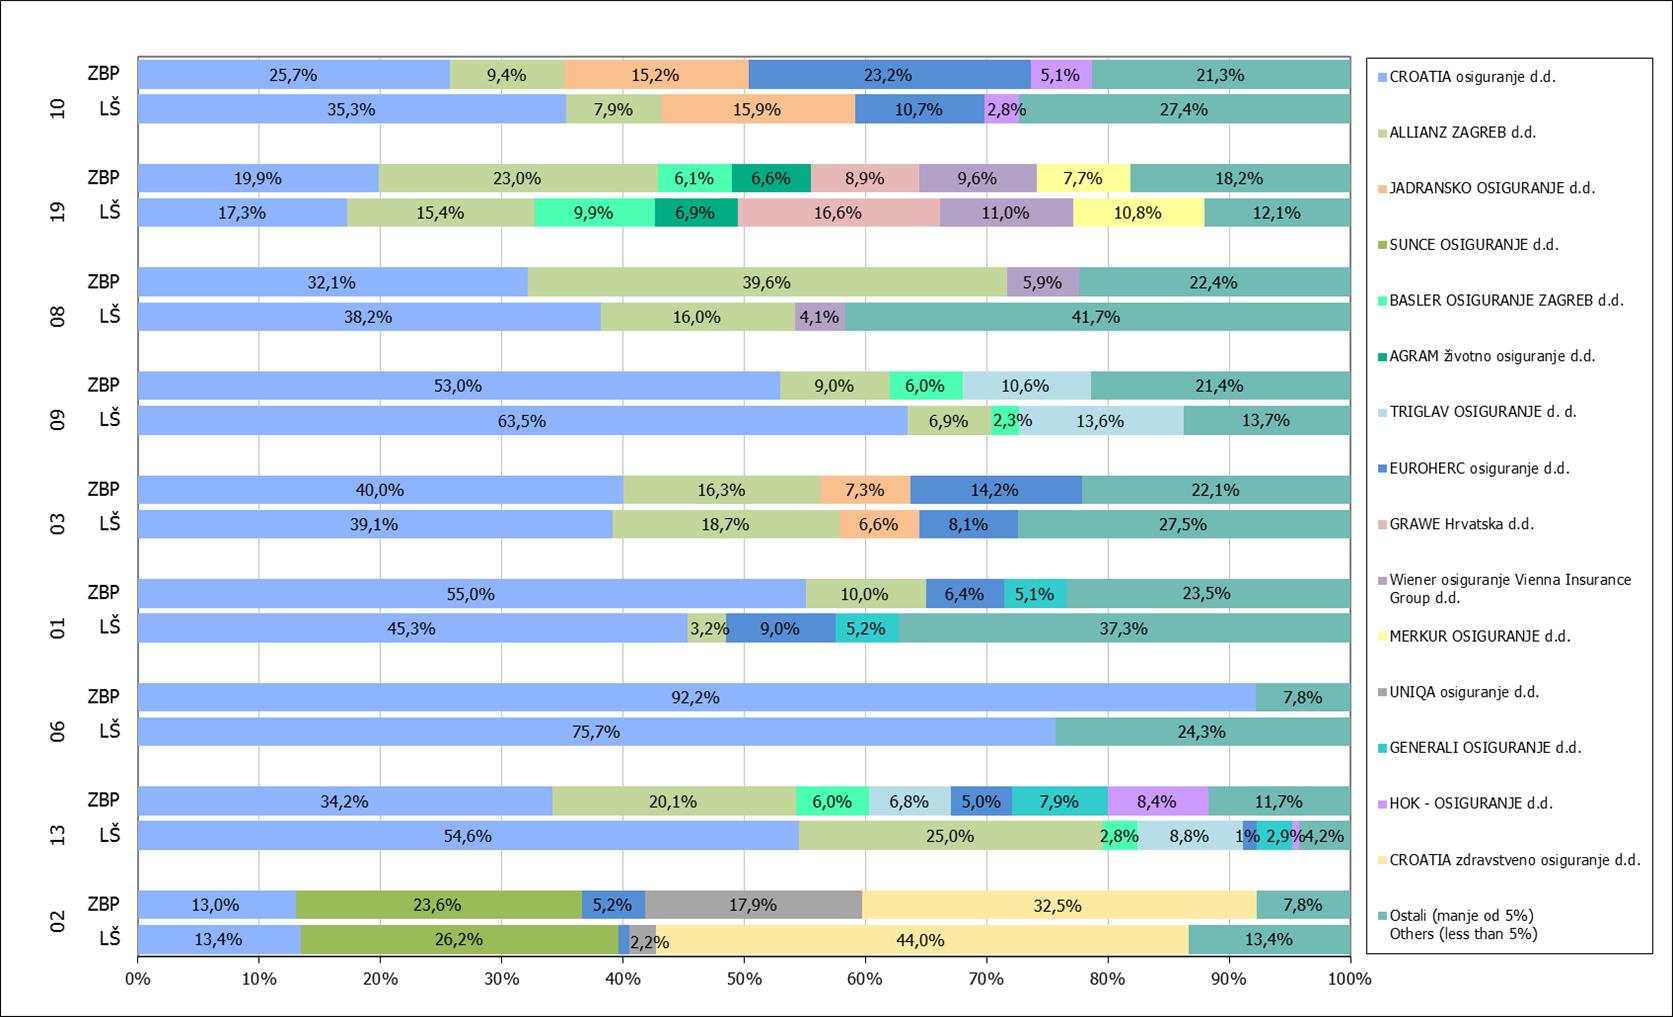 10
ZBP 25,7% 9,4% 15,2% 23,2% 5,1% 21,3%
LŠ 35,3% 7,9% 15,9% 10,7% 2,8% 27,4%
19
ZBP 19,9% 23,0% 6,1% 6,6% 8,9% 9,6% 7,7% 18,2%
LŠ 17,3% 15,4% 9,9% 6,9% 16,6% 11,0% 10,8% 12,1%
08
ZBP 32,1% 39,6% 5,9% 22,4%
LŠ 38,2% 16,0% 4,1% 41,7%
09
ZBP 53,0% 9,0% 6,0% 10,6% 21,4%
LŠ 63,5% 6,9% 2,3% 13,6% 13,7%
03
ZBP 40,0% 16,3% 7,3% 14,2% 22,1%
LŠ 39,1% 18,7% 6,6% 8,1% 27,5%
01
ZBP 55,0% 10,0% 6,4% 5,1% 23,5%
LŠ 45,3% 3,2% 9,0% 5,2% 37,3%
06
ZBP 92,2% 7,8%
LŠ 75,7% 24,3%
13
ZBP 34,2% 20,1% 6,0% 6,8% 5,0% 7,9% 8,4% 11,7%
LŠ 54,6% 25,0% 2,8% 8,8% 1% 2,9% 4,2%
02
ZBP 13,0% 23,6% 5,2% 17,9% 32,5% 7,8%
LŠ 13,4% 26,2% 2,2% 44,0% 13,4%
0% 10% 20% 30% 40% 50% 60% 70% 80% 90% 100%
CROATIA osiguranje d.d.
ALLIANZ ZAGREB d.d.
JADRANSKO OSIGURANJE d.d.
SUNCE OSIGURANJE d.d.
BASLER OSIGURANJE ZAGREB d.d.
AGRAM životno osiguranje d.d.
TRIGLAV OSIGURANJE d. d.
EUROHERC osiguranje d.d.
GRAWE Hrvatska d.d.
Wiener osiguranje Vienna Insurance
Group d.d.
MERKUR OSIGURANJE d.d.
UNIQA osiguranje d.d.
GENERALI OSIGURANJE d.d.
HOK - OSIGURANJE d.d.
CROATIA zdravstveno osiguranje d.d.
Ostali (manje od 5%)
Others (less than 5%)